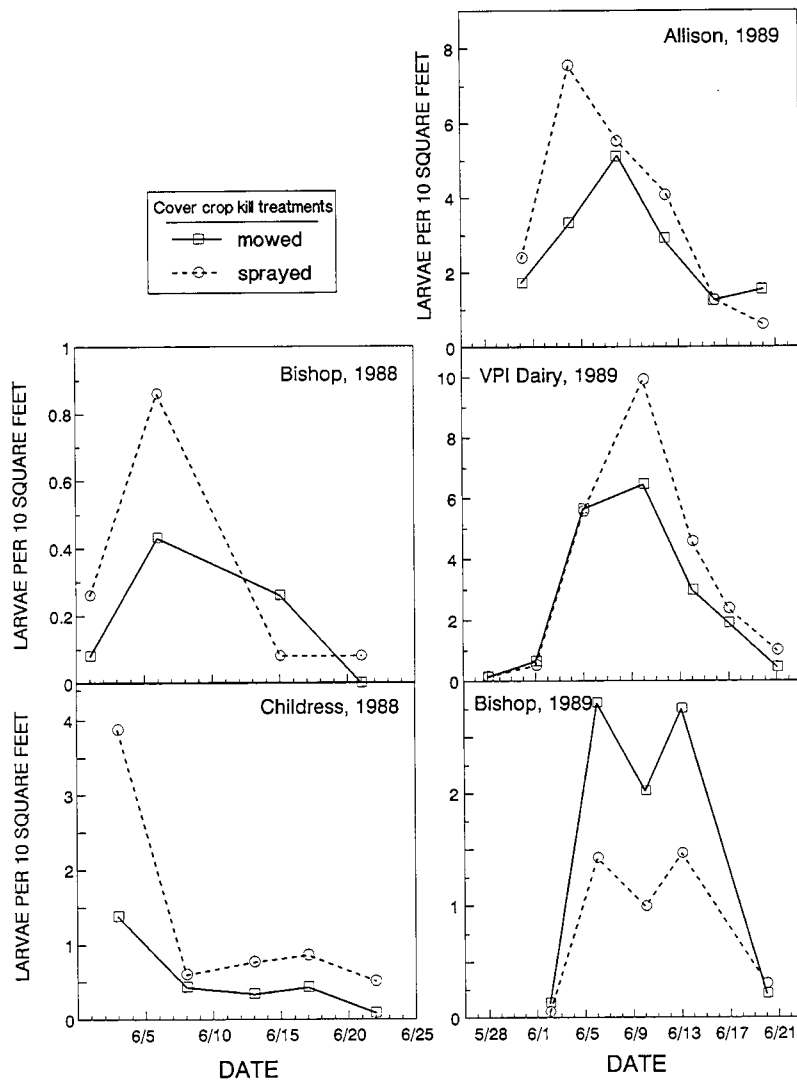 Allison, 1989
LARVAE PER 10 SQUARE FEET
8
6
4
2
0
Cover crop kill treatments
mowed
sprayed
Bishop, 1988
LARVAE PER 10 SQUARE FEET
1
0.8
0.6
0.4
0.2
0
VPI Dairy, 1989
10
8
6
4
2
0
Childress, 1988
LARVAE PER 10 SQUARE FEET
4
3
2
1
0
6/5
6/10
6/15
6/20
6/25
DATE
Bishop, 1989
2
1
0
5/28
6/1
6/5
6/9
6/13
6/17
6/21
DATE